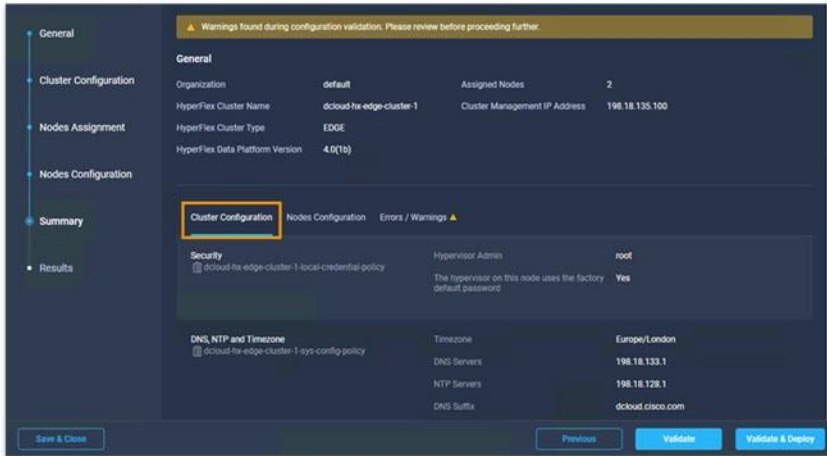 Warnings found during configuration validation. Please review before proceeding further.
General
Cluster Configuration
Nodes Assignment
Nodes Configuration
Summary
Results
General
Organization default Assigned Nodes 2
HyperFlex Cluster Name dcloud-hx-edge-cluster-1 Cluster Management IP Address 198.18.135.100
HyperFlex Cluster Type EDGE
HyperFlex Data Platform Version 4.0(1b)
Cluster Configuration Nodes Configuration Errors / Warnings
Security Hypervisor Admin root
dcloud-hx-edge-cluster-1-local-credential-policy
The hypervisor on this node uses the factory Yes
default password
DNS, NTP and Timezone Timezone Europe/London
dcloud-hx-edge-cluster-1-sys-config-policy
DNS Servers 198.18.133.1
NTP Servers 198.18.128.1
DNS Suffix dcloud.cisco.com
Save & Close Previous Validate Validate & Deploy